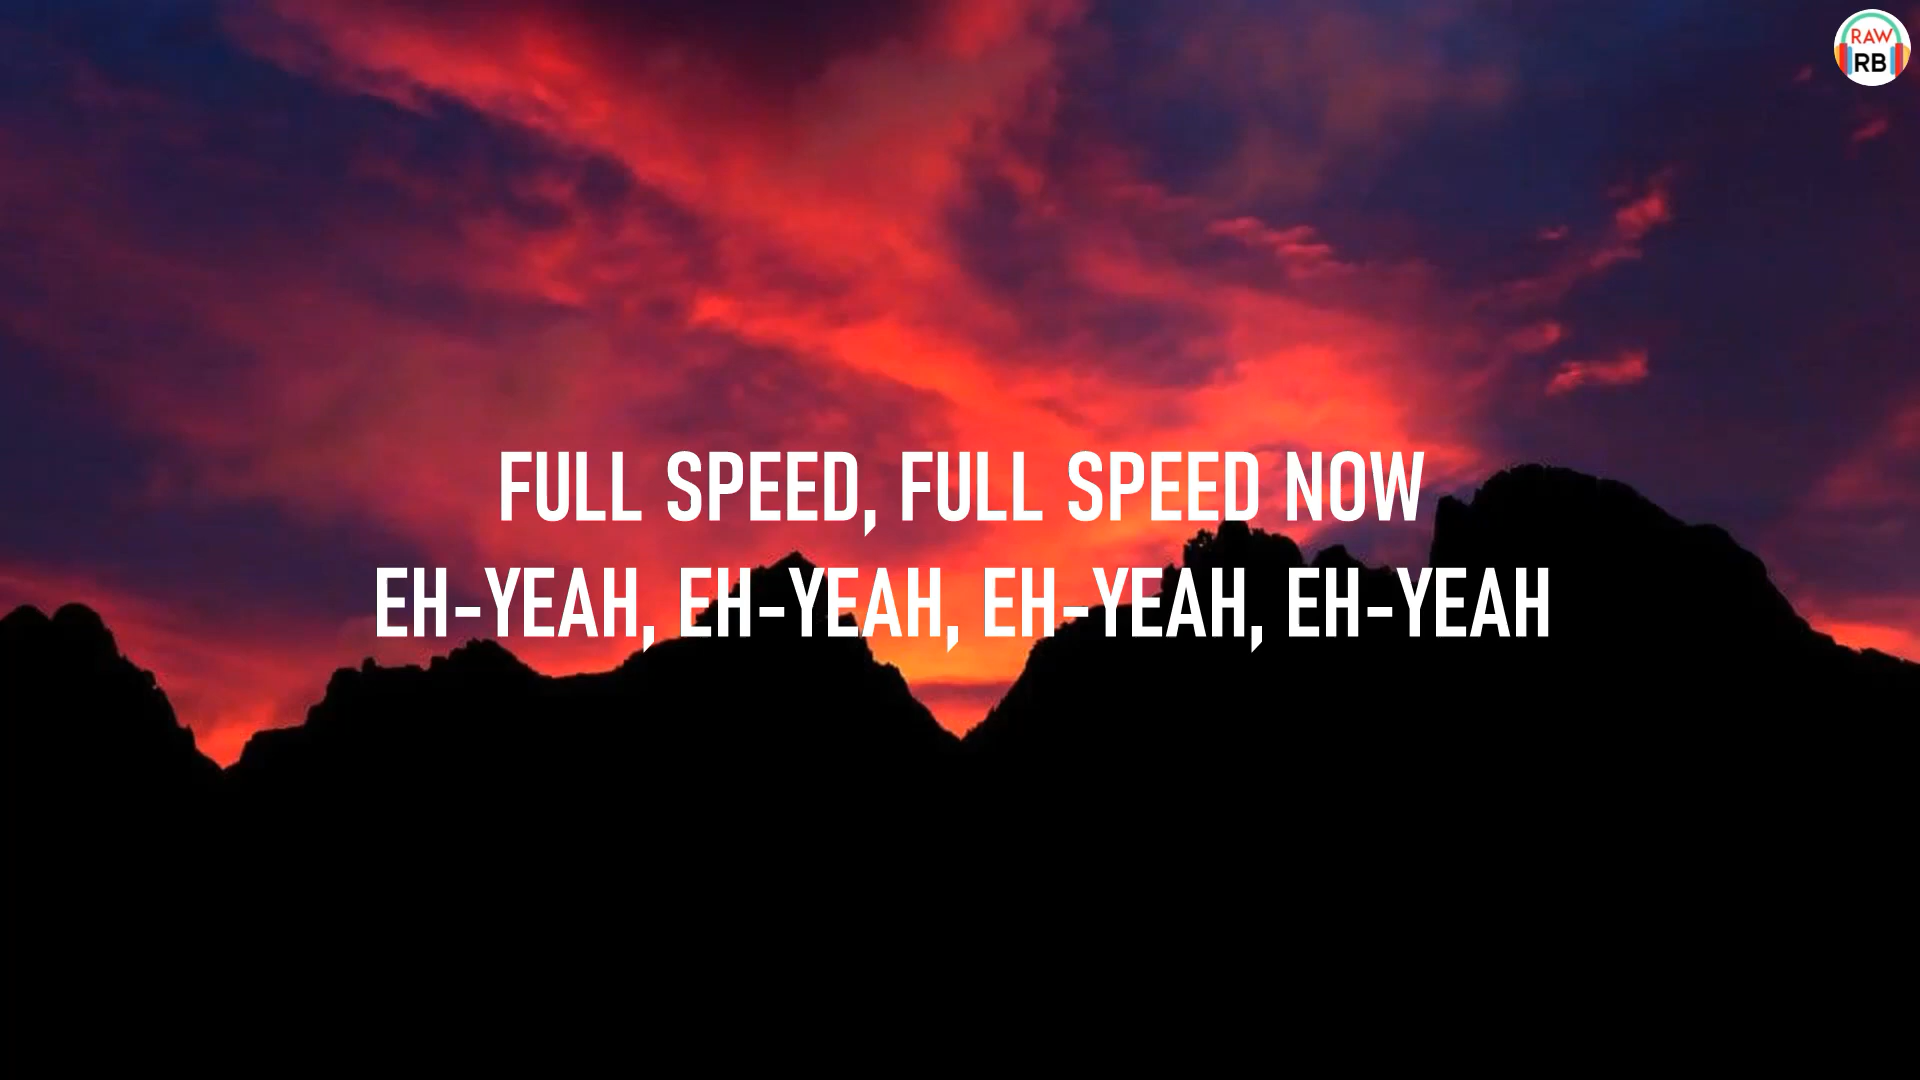 RAW
RB
FULL SPEED, FULL SPEED NOW
EH-YEAH, EH-YEAH, EH-YEAH, EH-YEAH